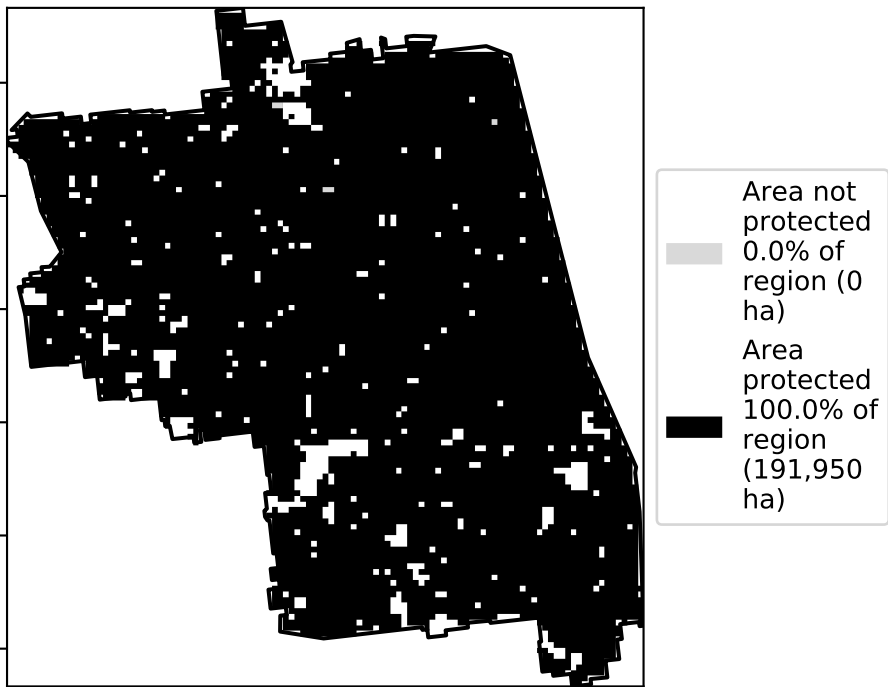 Area not
protected
0.0% of
region (0
ha)
Area
protected
100.0% of
region
(191,950
ha)